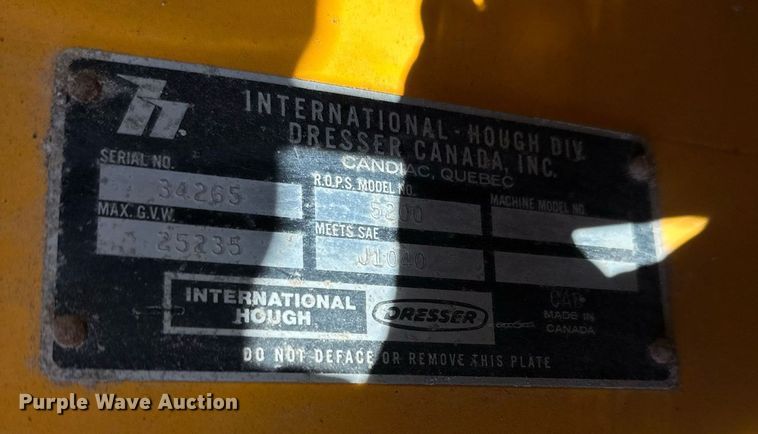 INTERNATIONAL - HOUGH DIV.
DRESSER CANADA, INC.
CANDIAC, QUEBEC
SERIAL NO. R.O.P.S. MODEL NO. MACHINE MODEL NO.
34265 5200
MAX. G.V.W. MEETS SAE
25235 J1040
INTERNATIONAL HOUGH DRESSER CAB
MADE IN CANADA
DO NOT DEFACE OR REMOVE THIS PLATE
Purple Wave Auction